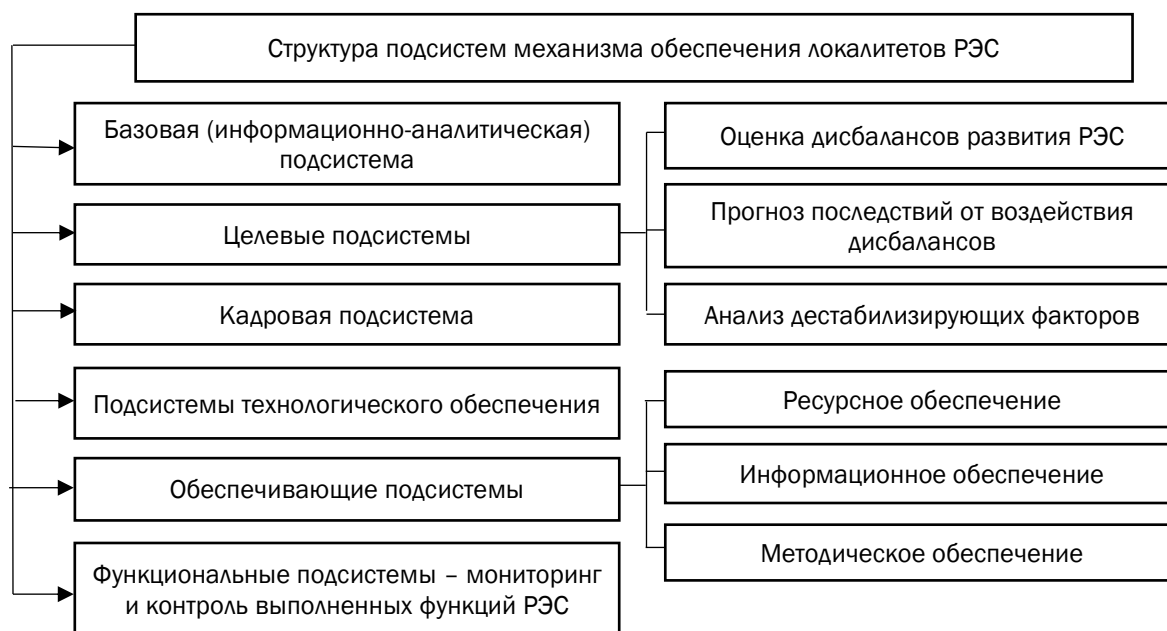 Структура подсистем механизма обеспечения локалитетов РЭС
Базовая (информационно-аналитическая)
подсистема
Целевые подсистемы
Оценка дисбалансов развития РЭС
Прогноз последствий от воздействия
дисбалансов
Анализ дестабилизирующих факторов
Кадровая подсистема
Подсистемы технологического обеспечения
Обеспечивающие подсистемы
Ресурсное обеспечение
Информационное обеспечение
Методическое обеспечение
Функциональные подсистемы – мониторинг
и контроль выполненных функций РЭС